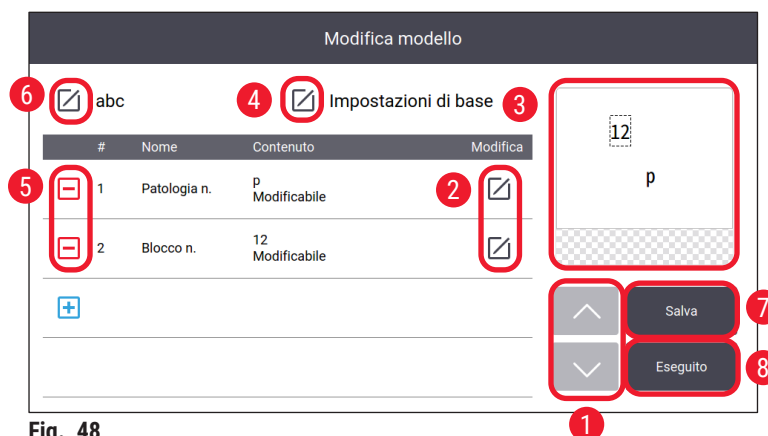 Modifica modello
6 abc 4 Impostazioni di base 3
# Nome Contenuto Modifica
5 1 Patologia n. p 2
Modificabile
2 Blocco n. 12
Modificabile
12
p
Salva 7
Eseguito 8
1
Fig. 48